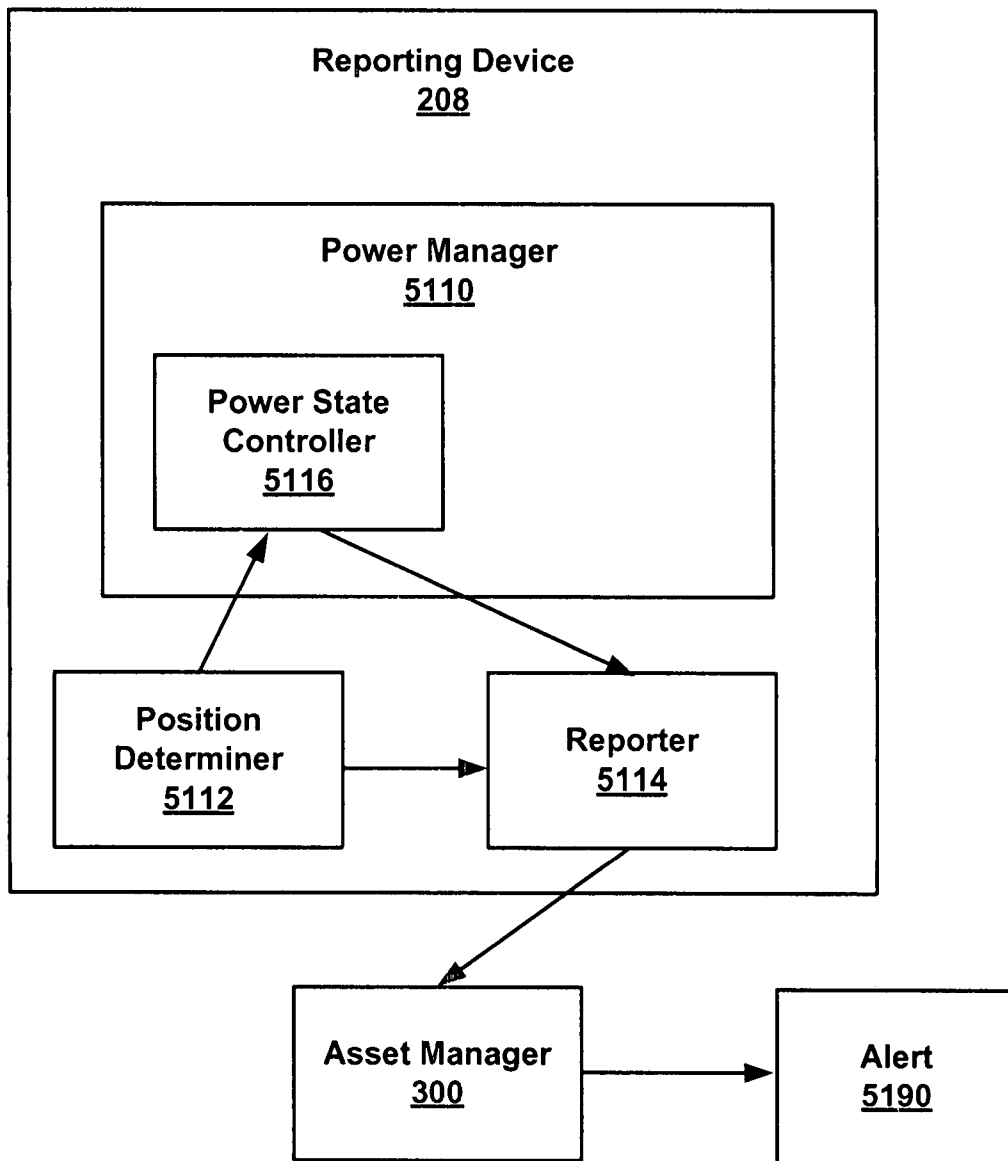 Reporting Device
208
Power Manager
5110
Power State
Controller
5116
Position
Determiner
5112
Reporter
5114
Asset Manager
300
Alert
5190